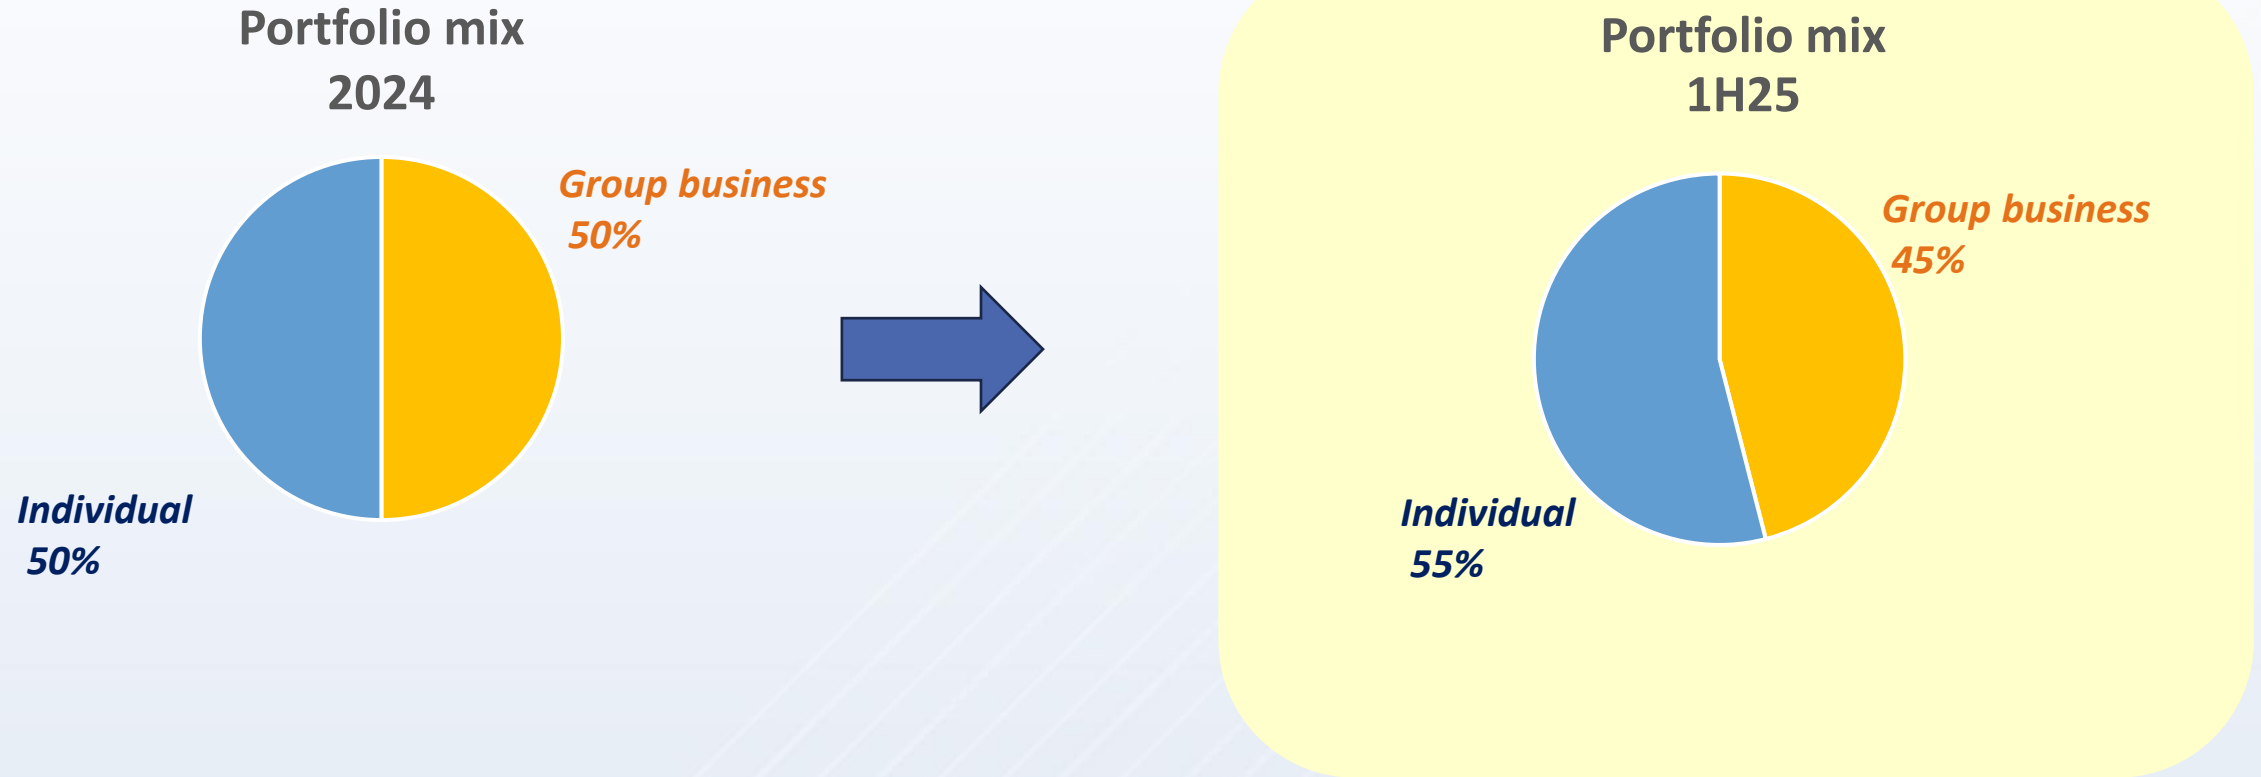 Portfolio mix
2024
Group business
50%
Individual
50%
Portfolio mix
1H25
Group business
45%
Individual
55%